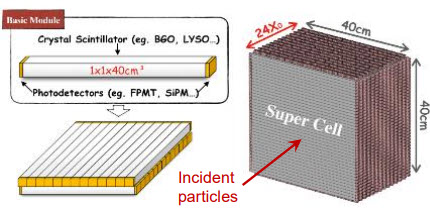 Basic Module
Crystal Scintillator (eg. BGO, LYSO…)
1x1x40cm³
Photodetectors (eg. FPMT, SiPM…)
24X₀
40cm
40cm
Super Cell
Incident
particles